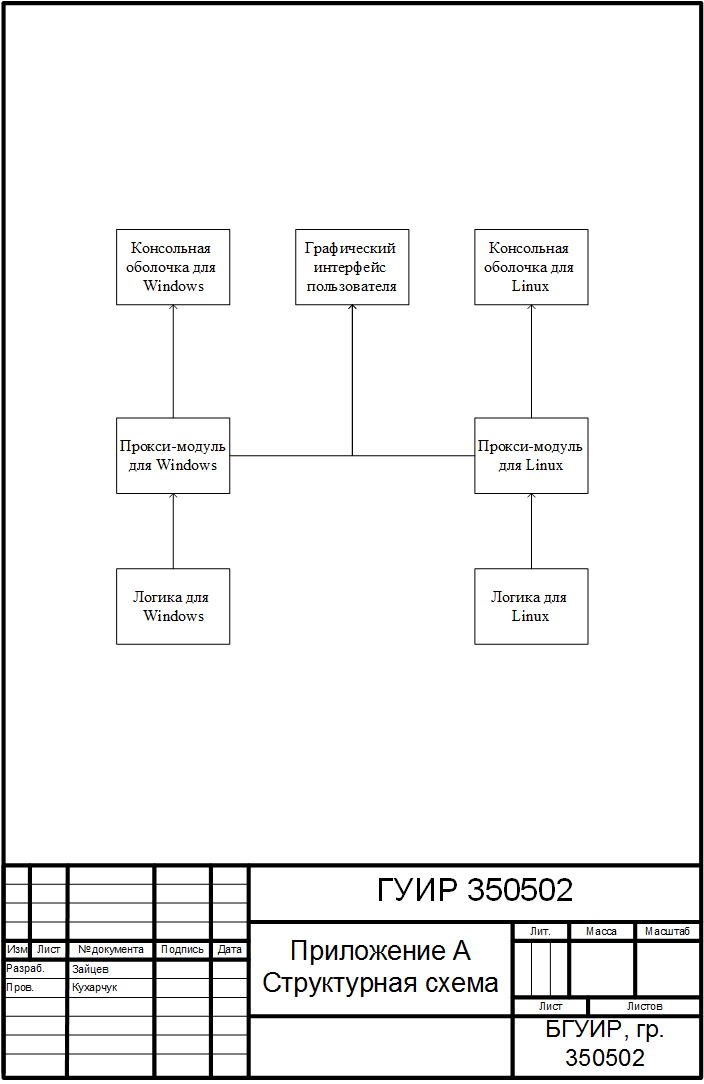 Консольная
оболочка для
Windows
Графический
интерфейс
пользователя
Консольная
оболочка для
Linux
Прокси-модуль
для Windows
Прокси-модуль
для Linux
Логика для
Windows
Логика для
Linux
ГУИР 350502
Изм Лист №документа Подпись Дата
Разраб. Зайцев
Пров. Кухарчук
Приложение А
Структурная схема
Лит. Масса Масштаб
Лист Листов
БГУИР, гр.
350502